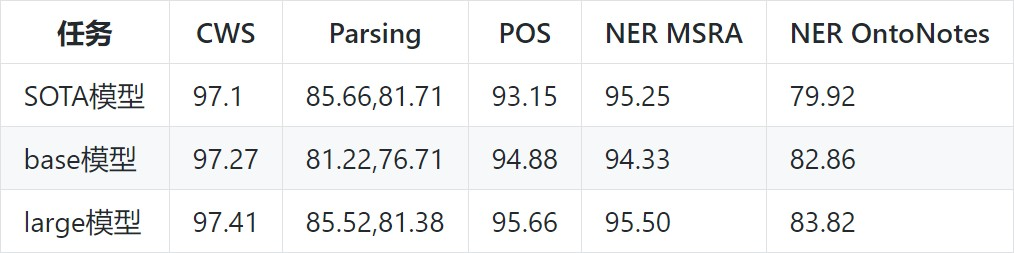 任务 CWS Parsing POS NER MSRA NER OntoNotes
SOTA模型 97.1 85.66,81.71 93.15 95.25 79.92
base模型 97.27 81.22,76.71 94.88 94.33 82.86
large模型 97.41 85.52,81.38 95.66 95.50 83.82